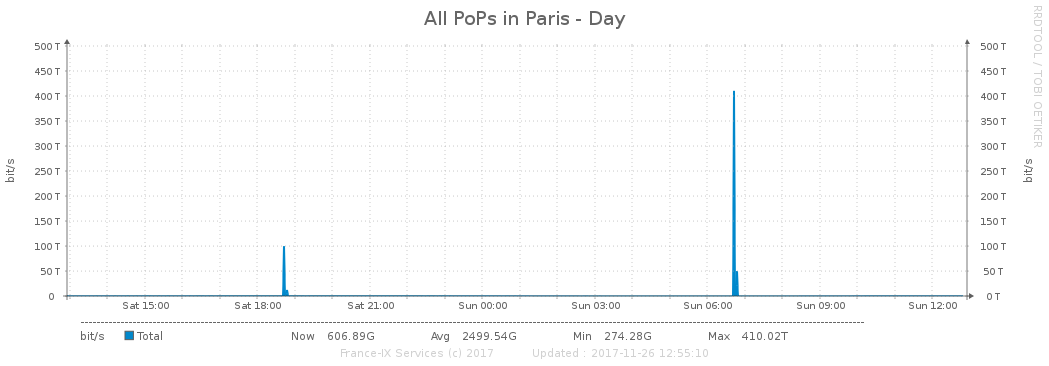 All PoPs in Paris - Day
RRDTOOL / TOBI OETIKER
500 T 500 T
450 T 450 T
400 T 400 T
350 T 350 T
300 T 300 T
250 T 250 T
200 T 200 T
150 T 150 T
100 T 100 T
50 T 50 T
0 0 T
bit/s bit/s
Sat 15:00 Sat 18:00 Sat 21:00 Sun 00:00 Sun 03:00 Sun 06:00 Sun 09:00 Sun 12:00
bit/s Total Now 606.89G Avg 2499.54G Min 274.28G Max 410.02T
France-IX Services (c) 2017 Updated : 2017-11-26 12:55:10